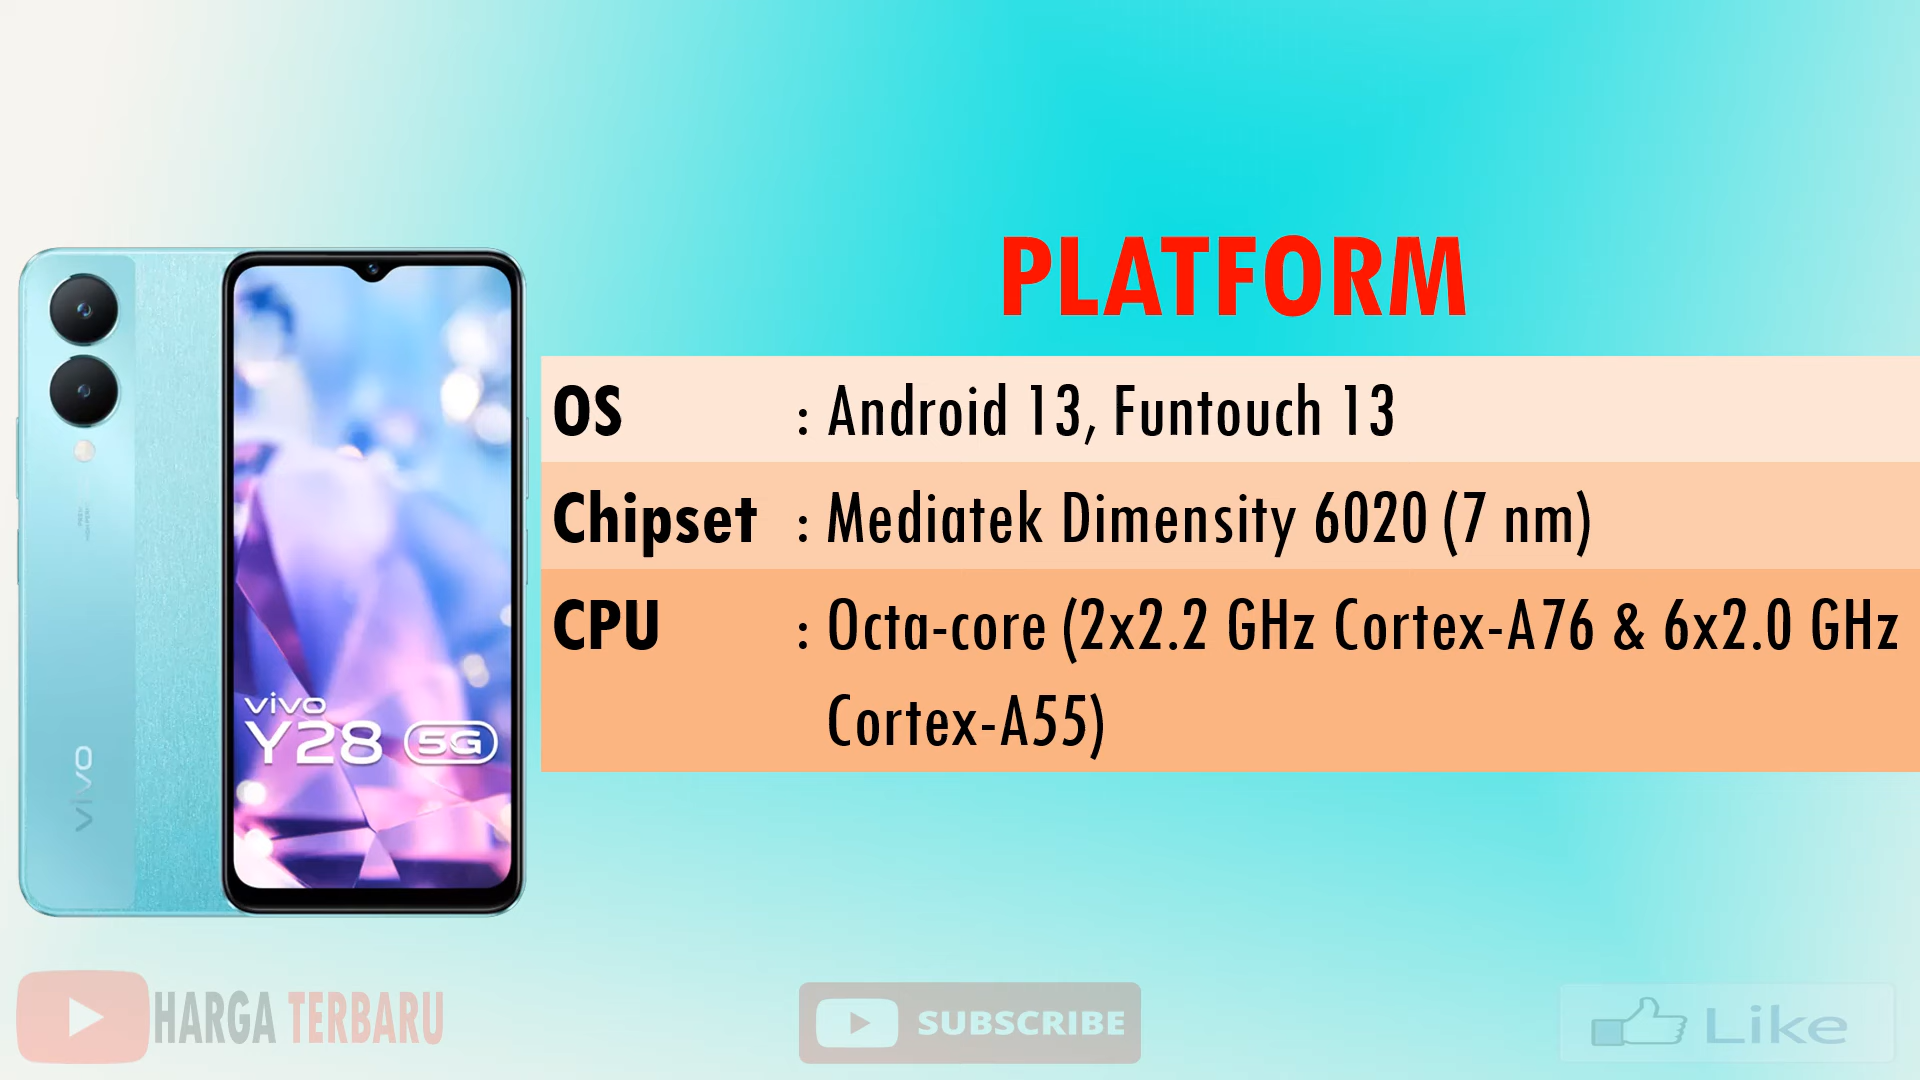 PLATFORM
OS : Android 13, Funtouch 13
Chipset : Mediatek Dimensity 6020 (7 nm)
CPU : Octa-core (2x2.2 GHz Cortex-A76 & 6x2.0 GHz
Cortex-A55)
vivo
vivo
Y28 5G
HARGA TERBARU
SUBSCRIBE
Like